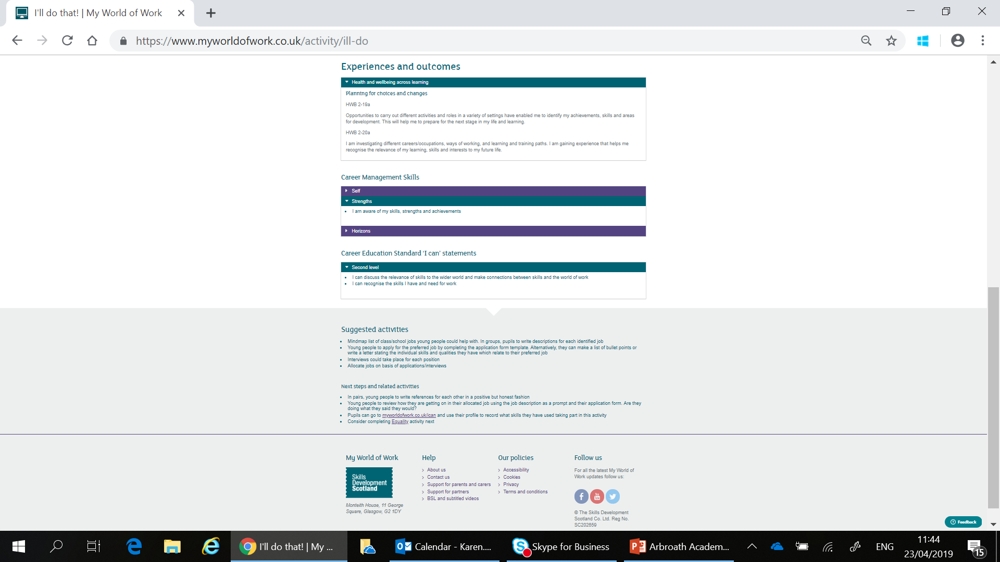 I'll do that! | My World of Work
https://www.myworldofwork.co.uk/activity/ill-do
Experiences and outcomes
Health and wellbeing across learning
Planning for choices and changes
HWB 2-19a
Opportunities to carry out different activities and roles in a variety of settings have enabled me to identify my achievements, skills and areas
for development. This will help me to prepare for the next stage in my life and learning.
HWB 2-20a
I am investigating different careers/occupations, ways of working, and learning and training paths. I am gaining experience that helps me
recognise the relevance of my learning, skills and interests to my future life.
Career Management Skills
Self
Strengths
• I am aware of my skills, strengths and achievements
Horizons
Career Education Standard ‘I can’ statements
Second level
• I can discuss the relevance of skills to the wider world and make connections between skills and the world of work
• I can recognise the skills I have and need for work
Suggested activities
• Mindmap list of class/school jobs young people could help with. In groups, pupils to write descriptions for each identified job
• Young people to apply for the preferred job by completing the application form template. Alternatively, they can make a list of bullet points or
write a letter stating the individual skills and qualities they have which relate to their preferred job
• Interviews could take place for each position
• Allocate jobs on basis of applications/interviews
Next steps and related activities
• In pairs, young people to write references for each other in a positive but honest fashion
• Young people to review how they are getting on in their allocated job using the job description as a prompt and their application form. Are they
doing what they said they would?
• Pupils can go to myworldofwork.co.uk/ican and use their profile to record what skills they have used taking part in this activity
• Consider completing Equality activity next
My World of Work
Skills
Development
Scotland
Monteith House, 11 George
Square, Glasgow, G2 1DY
Help
About us
Contact us
Support for parents and carers
Support for partners
BSL and subtitled videos
Our policies
Accessibility
Cookies
Privacy
Terms and conditions
Follow us
For all the latest My World of
Work updates follow us:
You
Tube
© The Skills Development
Scotland Co. Ltd. Reg No.
SC202659
Feedback
I'll do that! | My ...
Calendar - Karen....
Skype for Business
Arbroath Academ...
ENG
11:44
23/04/2019
15